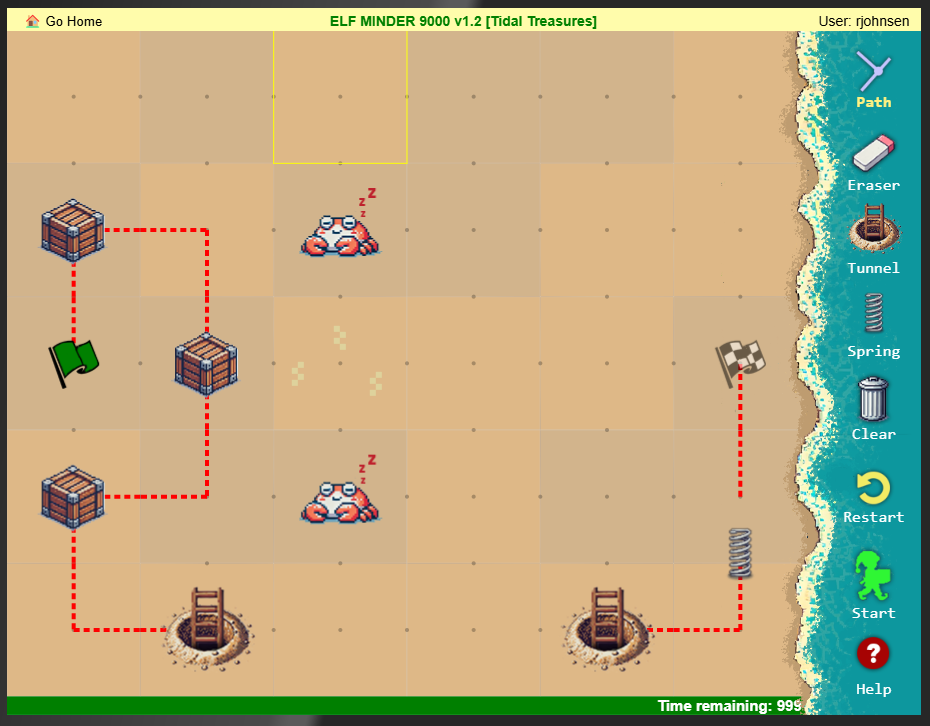 Go Home
ELF MINDER 9000 v1.2 [Tidal Treasures]
User: rjohnsen
Path
z
z
z
Eraser
Tunnel
Spring
Clear
z
z
z
Restart
Start
?
Help
Time remaining: 999